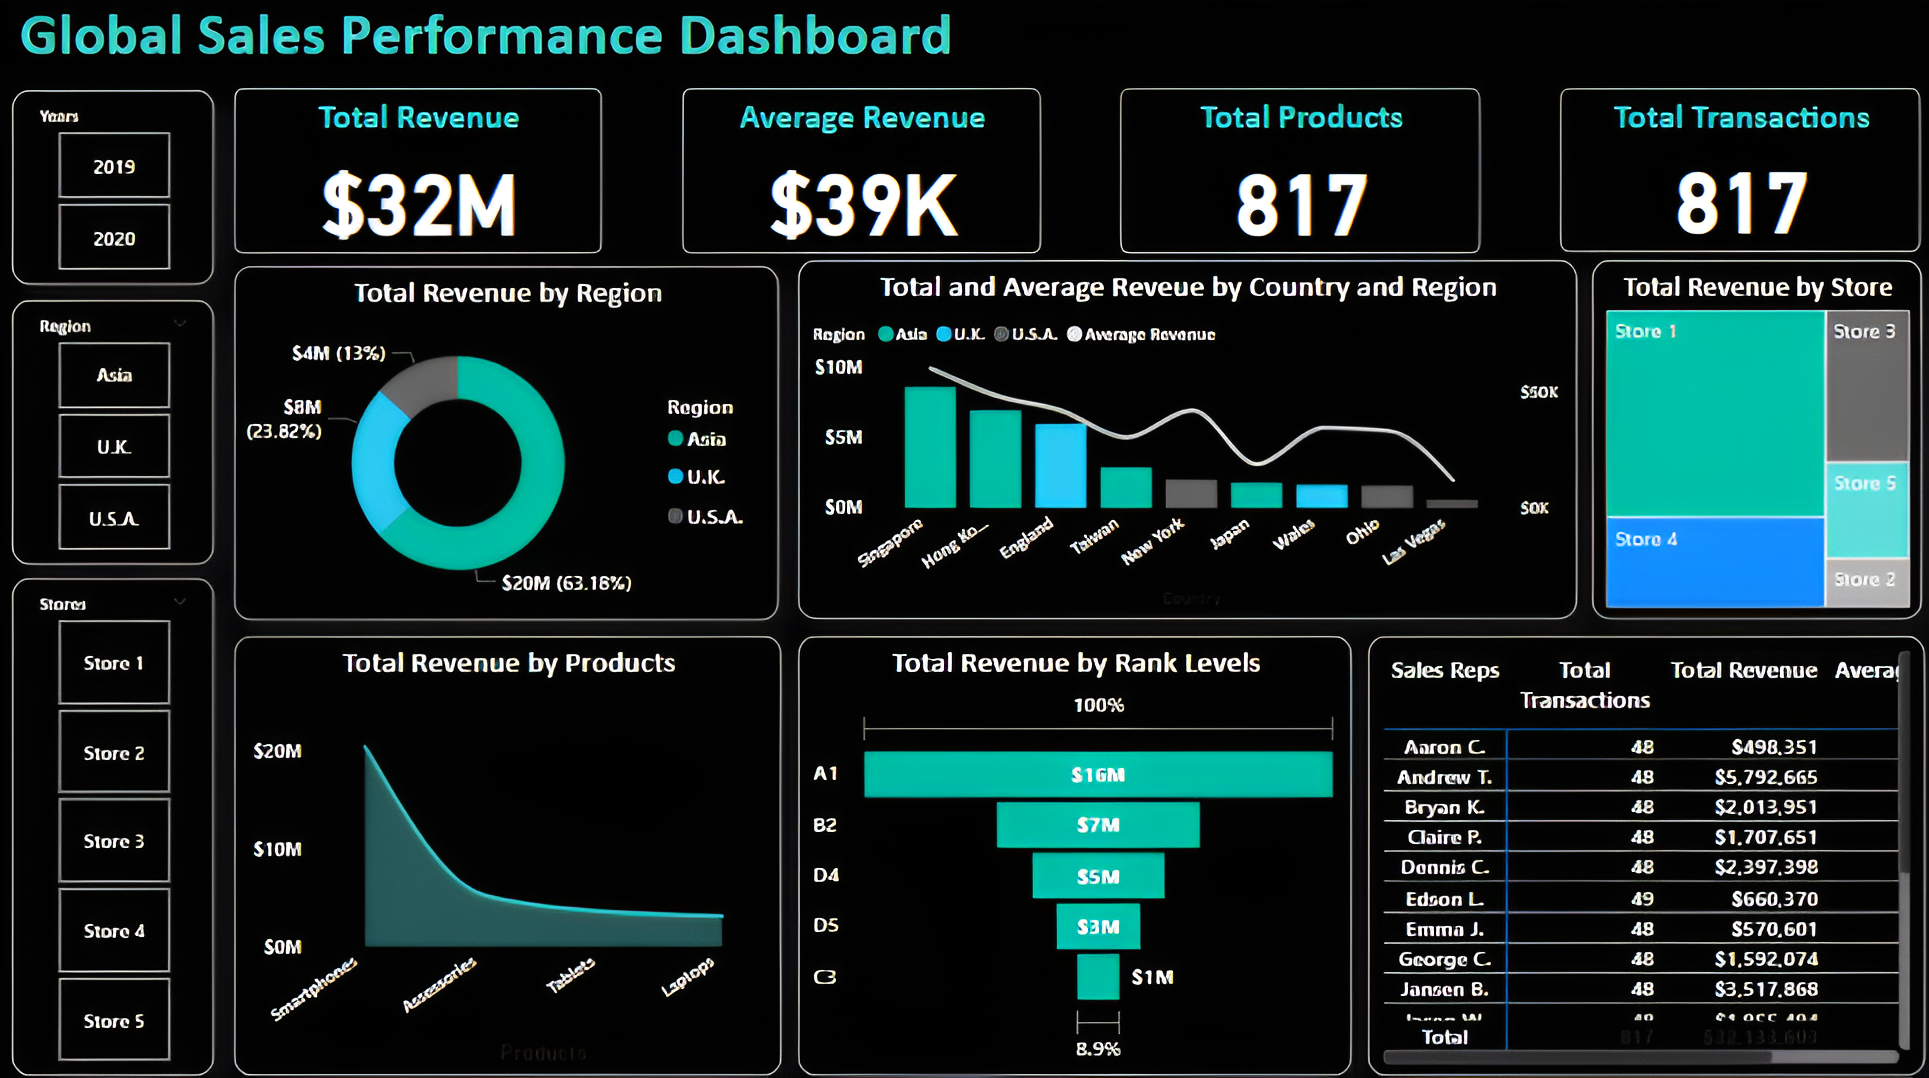 Global Sales Performance Dashboard
Years
2019
2020
Region
Asia
U.K.
U.S.A.
Stores
Store 1
Store 2
Store 3
Store 4
Store 5
Total Revenue
$32M
Average Revenue
$39K
Total Products
817
Total Transactions
817
Total Revenue by Region
$4M (13%)
$8M
(23.82%)
$20M (63.18%)
Region
Asia
U.K.
U.S.A.
Total and Average Reveue by Country and Region
Region Asia U.K. U.S.A. Average Revenue
$10M
$5M
$0M
$50K
$0K
Singapore
Hong Ko...
England
Taiwan
New York
Japan
Wales
Ohio
Las Vegas
Country
Total Revenue by Store
Store 1
Store 3
Store 5
Store 4
Store 2
Total Revenue by Products
$20M
$10M
$0M
Smartphones
Accessories
Tablets
Laptops
Products
Total Revenue by Rank Levels
100%
A1 $16M
B2 $7M
D4 $5M
D5 $3M
C3 $1M
8.9%
Sales Reps Total Total Revenue Averag
Transactions
Aaron C. 48 $498,351
Andrew T. 48 $5,792,665
Bryan K. 48 $2,013,951
Claire P. 48 $1,707,651
Dennis C. 48 $2,397,398
Edson L. 49 $660,370
Emma J. 48 $570,601
George C. 48 $1,592,074
Jansen B. 48 $3,517,868
Total 817